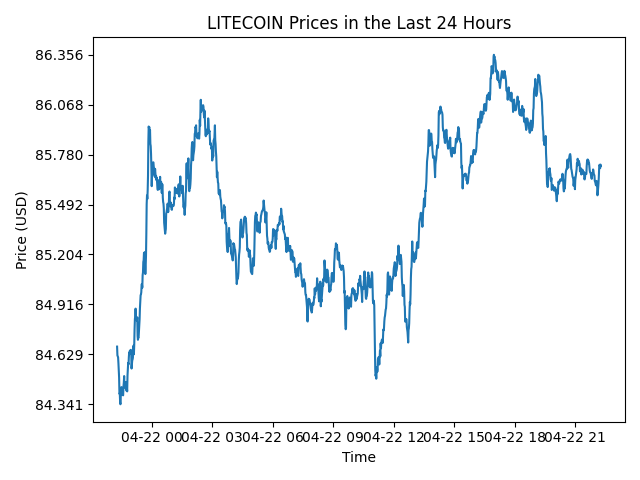 LITECOIN Prices in the Last 24 Hours
86.356
86.068
85.780
85.492
85.204
84.916
84.629
84.341
Price (USD)
04-22 00 04-22 03 04-22 06 04-22 09 04-22 12 04-22 15 04-22 18 04-22 21
Time